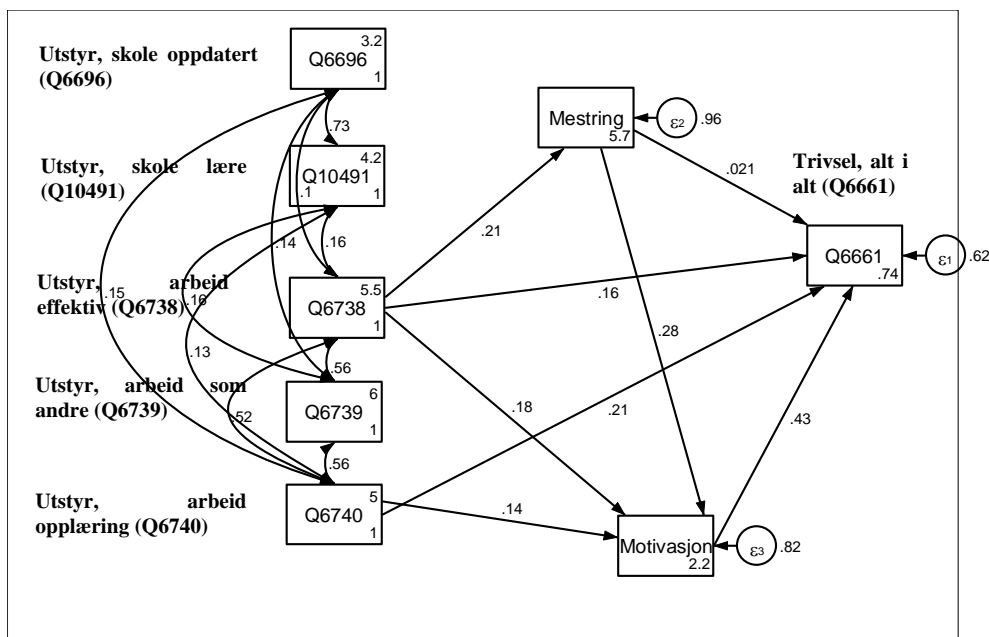 Utstyr, skole oppdatert
(Q6696)
3.2
Q6696
1
.73
Utstyr, skole lære
(Q10491)
4.2
Q10491
1
.1
.14
.16
Utstyr, arbeid
effektiv (Q6738)
5.5
Q6738
1
.15
.16
.13
.56
Utstyr, arbeid som
andre (Q6739)
6
Q6739
1
.52
.56
Utstyr, arbeid
opplæring (Q6740)
5
Q6740
1
Mestring
5.7
ε2
.96
.021
Trivsel, alt i
alt (Q6661)
.21
Q6661
.74
ε1
.62
.16
.28
.18
.21
.43
.14
Motivasjon
2.2
ε3
.82